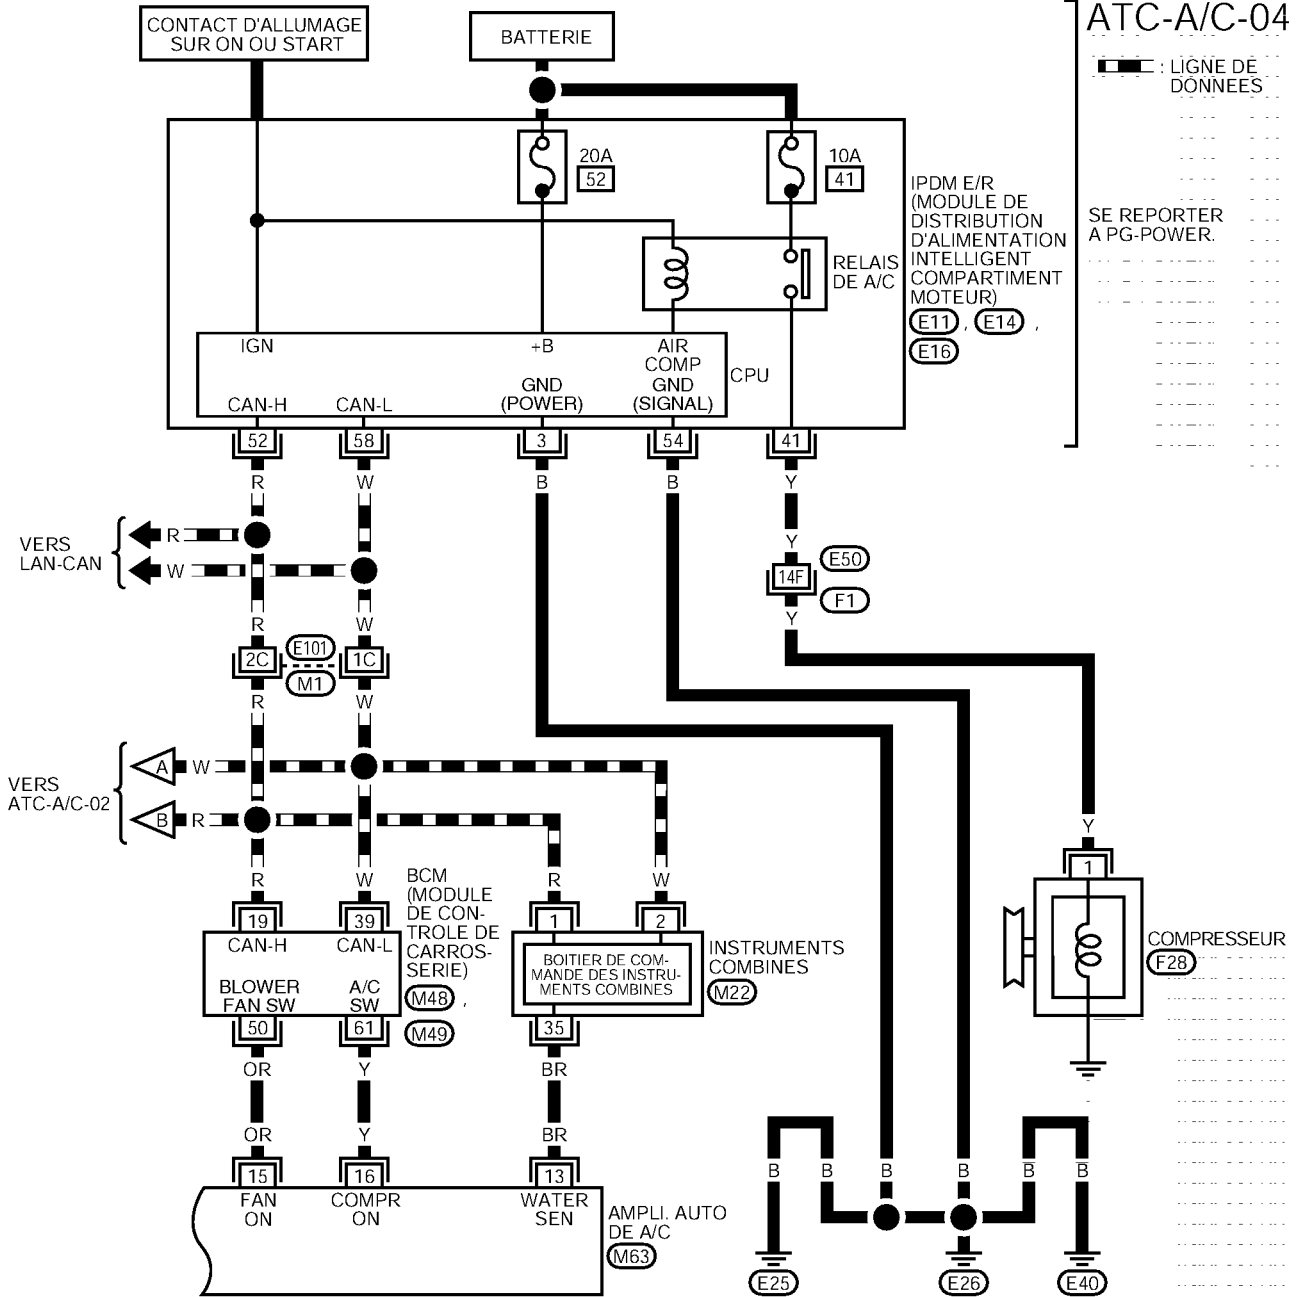 CONTACT D'ALLUMAGE
SUR ON OU START
BATTERIE
ATC-A/C-04
: LIGNE DE
DONNEES
20A
52
10A
41
IPDM E/R
(MODULE DE
DISTRIBUTION
D'ALIMENTATION
INTELLIGENT
COMPARTIMENT
MOTEUR)
E11 , E14 ,
E16
SE REPORTER
A PG-POWER.
RELAIS
DE A/C
IGN
+B
AIR
COMP
CPU
CAN-H
CAN-L
GND
(POWER)
GND
(SIGNAL)
52
58
3
54
41
R
W
B
B
Y
VERS
LAN-CAN
R
W
Y
14F
E50
F1
Y
R
W
2C
E101
M1
1C
R
W
VERS
ATC-A/C-02
A
W
B
R
R
W
R
W
Y
BCM
(MODULE
DE CON-
TROLE DE
CARROS-
SERIE)
M48 ,
M49
19
39
CAN-H
CAN-L
BLOWER
FAN SW
A/C
SW
50
61
1
2
BOITIER DE COM-
MANDE DES INSTRU-
MENTS COMBINES
35
INSTRUMENTS
COMBINES
M22
1
COMPRESSEUR
F28
OR
Y
BR
OR
Y
BR
15
16
13
FAN
ON
COMPR
ON
WATER
SEN
AMPLI. AUTO
DE A/C
M63
B
B
B
B
B
B
E25
E26
E40